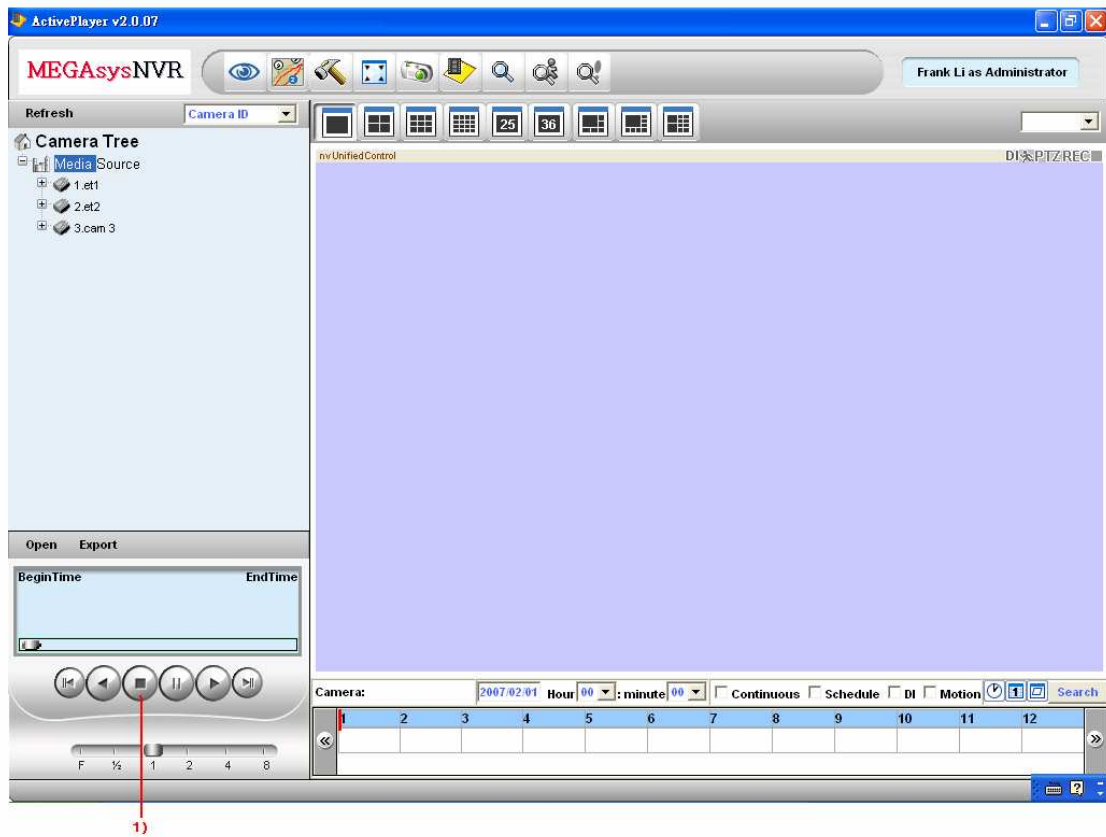 ActivePlayer v2.0.07
MEGAsysNVR
Frank Li as Administrator
Refresh
Camera ID
25
36
Camera Tree
nvUnifiedControl
DI PTZ REC
Media Source
1.et1
2.et2
3.cam 3
Open Export
BeginTime EndTime
Camera: 2007/02/01 Hour 00 : minute 00 Continuous Schedule DI Motion 1 Search
1 2 3 4 5 6 7 8 9 10 11 12
F ½ 1 2 4 8
1)